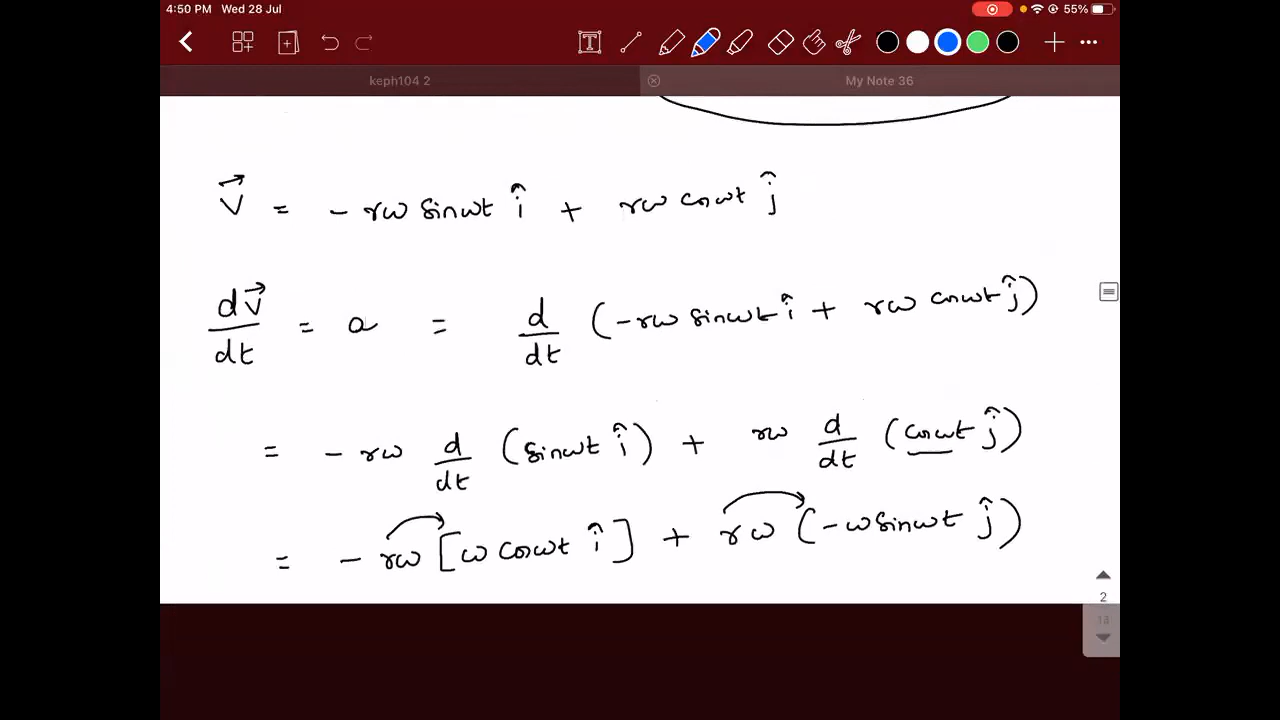 4:50 PM Wed 28 Jul 55%
keph104 2 My Note 36
v⃗ = - rω sinωt î + rω cosωt ĵ
dv⃗/dt = a = d/dt (-rω sinωt î + rω cosωt ĵ)
= - rω d/dt (sinωt î) + rω d/dt (cosωt ĵ)
= - rω [ω cosωt î] + rω (-ω sinωt ĵ)
2
13